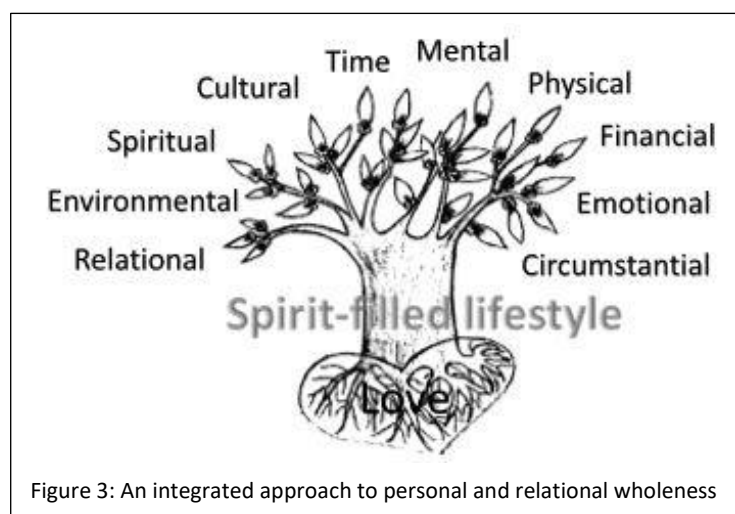 Time
Mental
Cultural
Physical
Spiritual
Financial
Environmental
Emotional
Relational
Circumstantial
Spirit-filled lifestyle
Love
Figure 3: An integrated approach to personal and relational wholeness